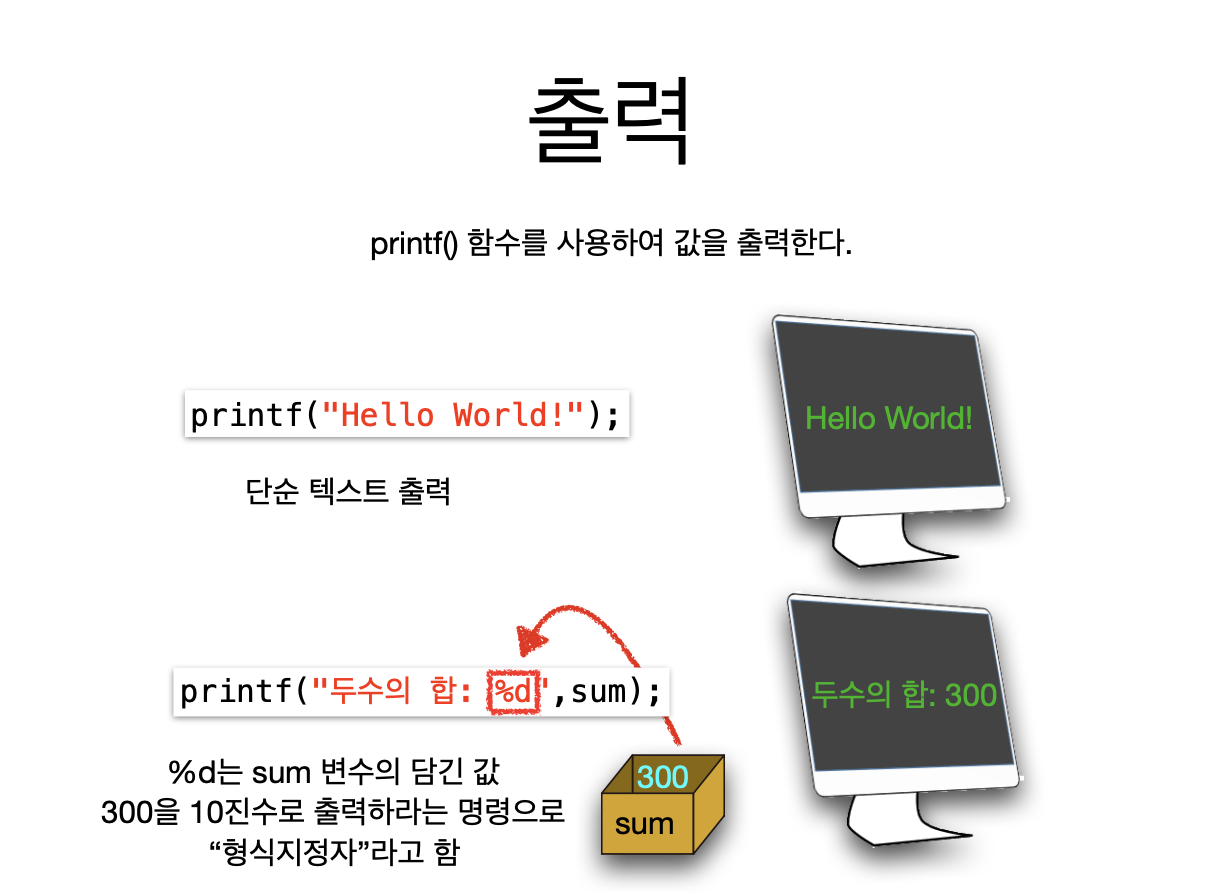 출력
printf() 함수를 사용하여 값을 출력한다.
printf("Hello World!");
Hello World!
단순 텍스트 출력
printf("두수의 합: %d",sum);
두수의 합: 300
%d는 sum 변수의 담긴 값
300을 10진수로 출력하라는 명령으로
“형식지정자”라고 함
300
sum